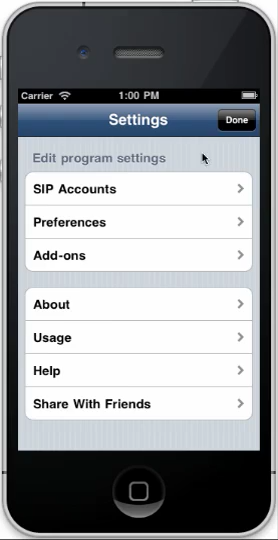 Carrier 1:00 PM
Settings Done
Edit program settings
SIP Accounts
Preferences
Add-ons
About
Usage
Help
Share With Friends